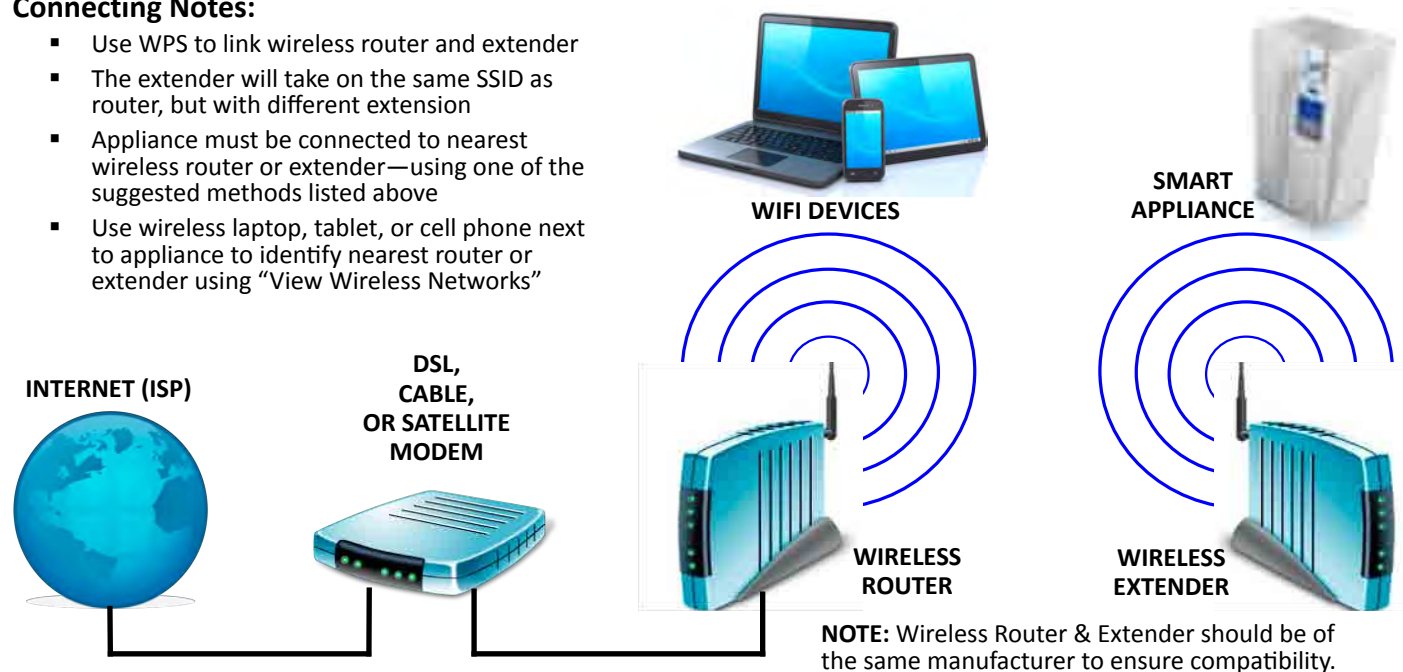 Connecting Notes:
▪ Use WPS to link wireless router and extender
▪ The extender will take on the same SSID as
router, but with different extension
▪ Appliance must be connected to nearest
wireless router or extender—using one of the
suggested methods listed above
▪ Use wireless laptop, tablet, or cell phone next
to appliance to identify nearest router or
extender using “View Wireless Networks”
WIFI DEVICES
SMART
APPLIANCE
INTERNET (ISP)
DSL,
CABLE,
OR SATELLITE
MODEM
WIRELESS
ROUTER
WIRELESS
EXTENDER
NOTE: Wireless Router & Extender should be of
the same manufacturer to ensure compatibility.